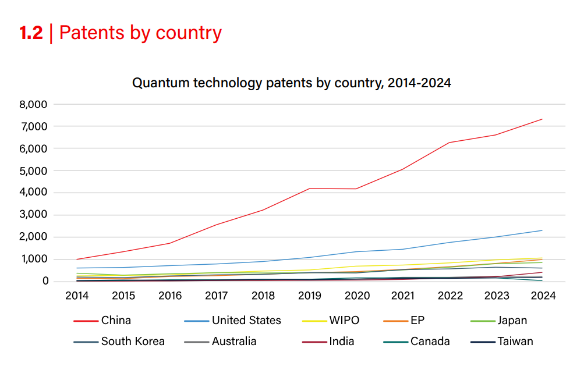 1.2 | Patents by country
Quantum technology patents by country, 2014-2024
8,000
7,000
6,000
5,000
4,000
3,000
2,000
1,000
0
2014 2015 2016 2017 2018 2019 2020 2021 2022 2023 2024
China United States WIPO EP Japan
South Korea Australia India Canada Taiwan